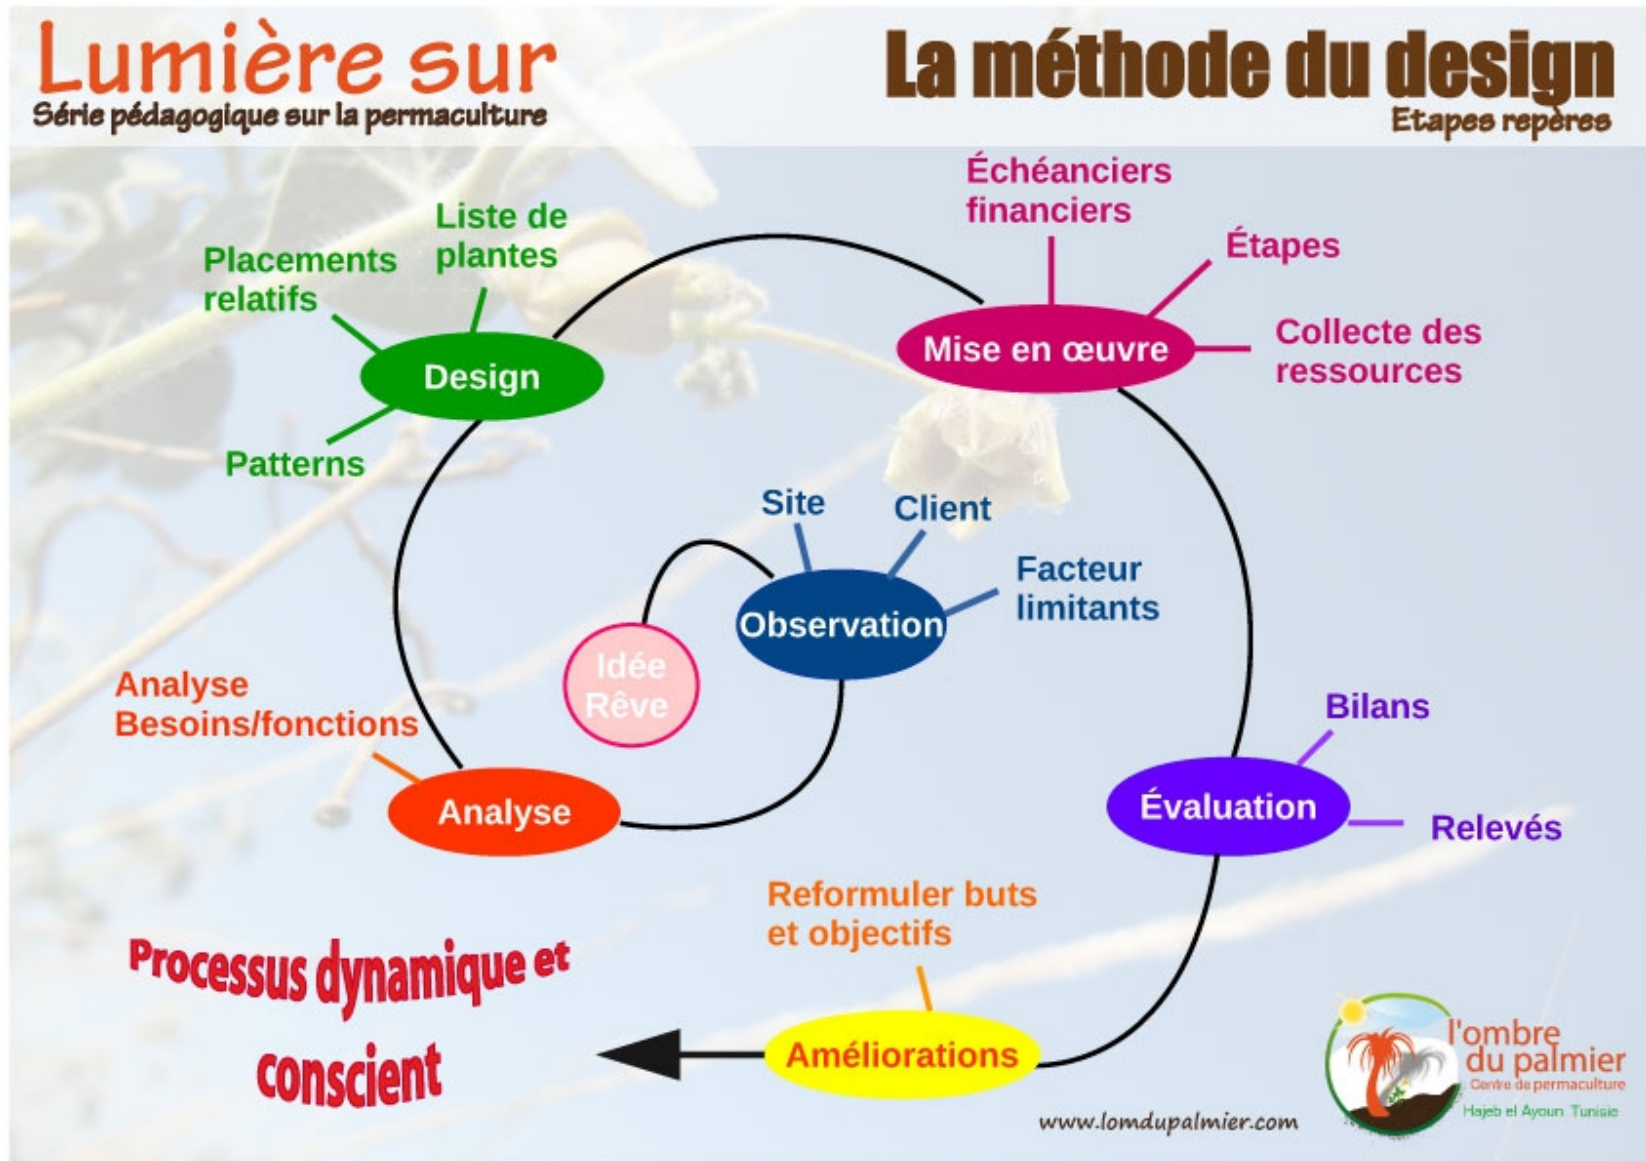 Lumière sur
Série pédagogique sur la permaculture
La méthode du design
Etapes repères
Échéanciers
financiers
Étapes
Collecte des
ressources
Mise en œuvre
Liste de
plantes
Placements
relatifs
Design
Patterns
Site
Client
Facteur
limitants
Observation
Idée
Rêve
Analyse
Besoins/fonctions
Analyse
Bilans
Évaluation
Relevés
Reformuler buts
et objectifs
Améliorations
Processus dynamique et
conscient
l'ombre
du palmier
Centre de permaculture
Hajeb el Ayoun Tunisie
www.lomdupalmier.com